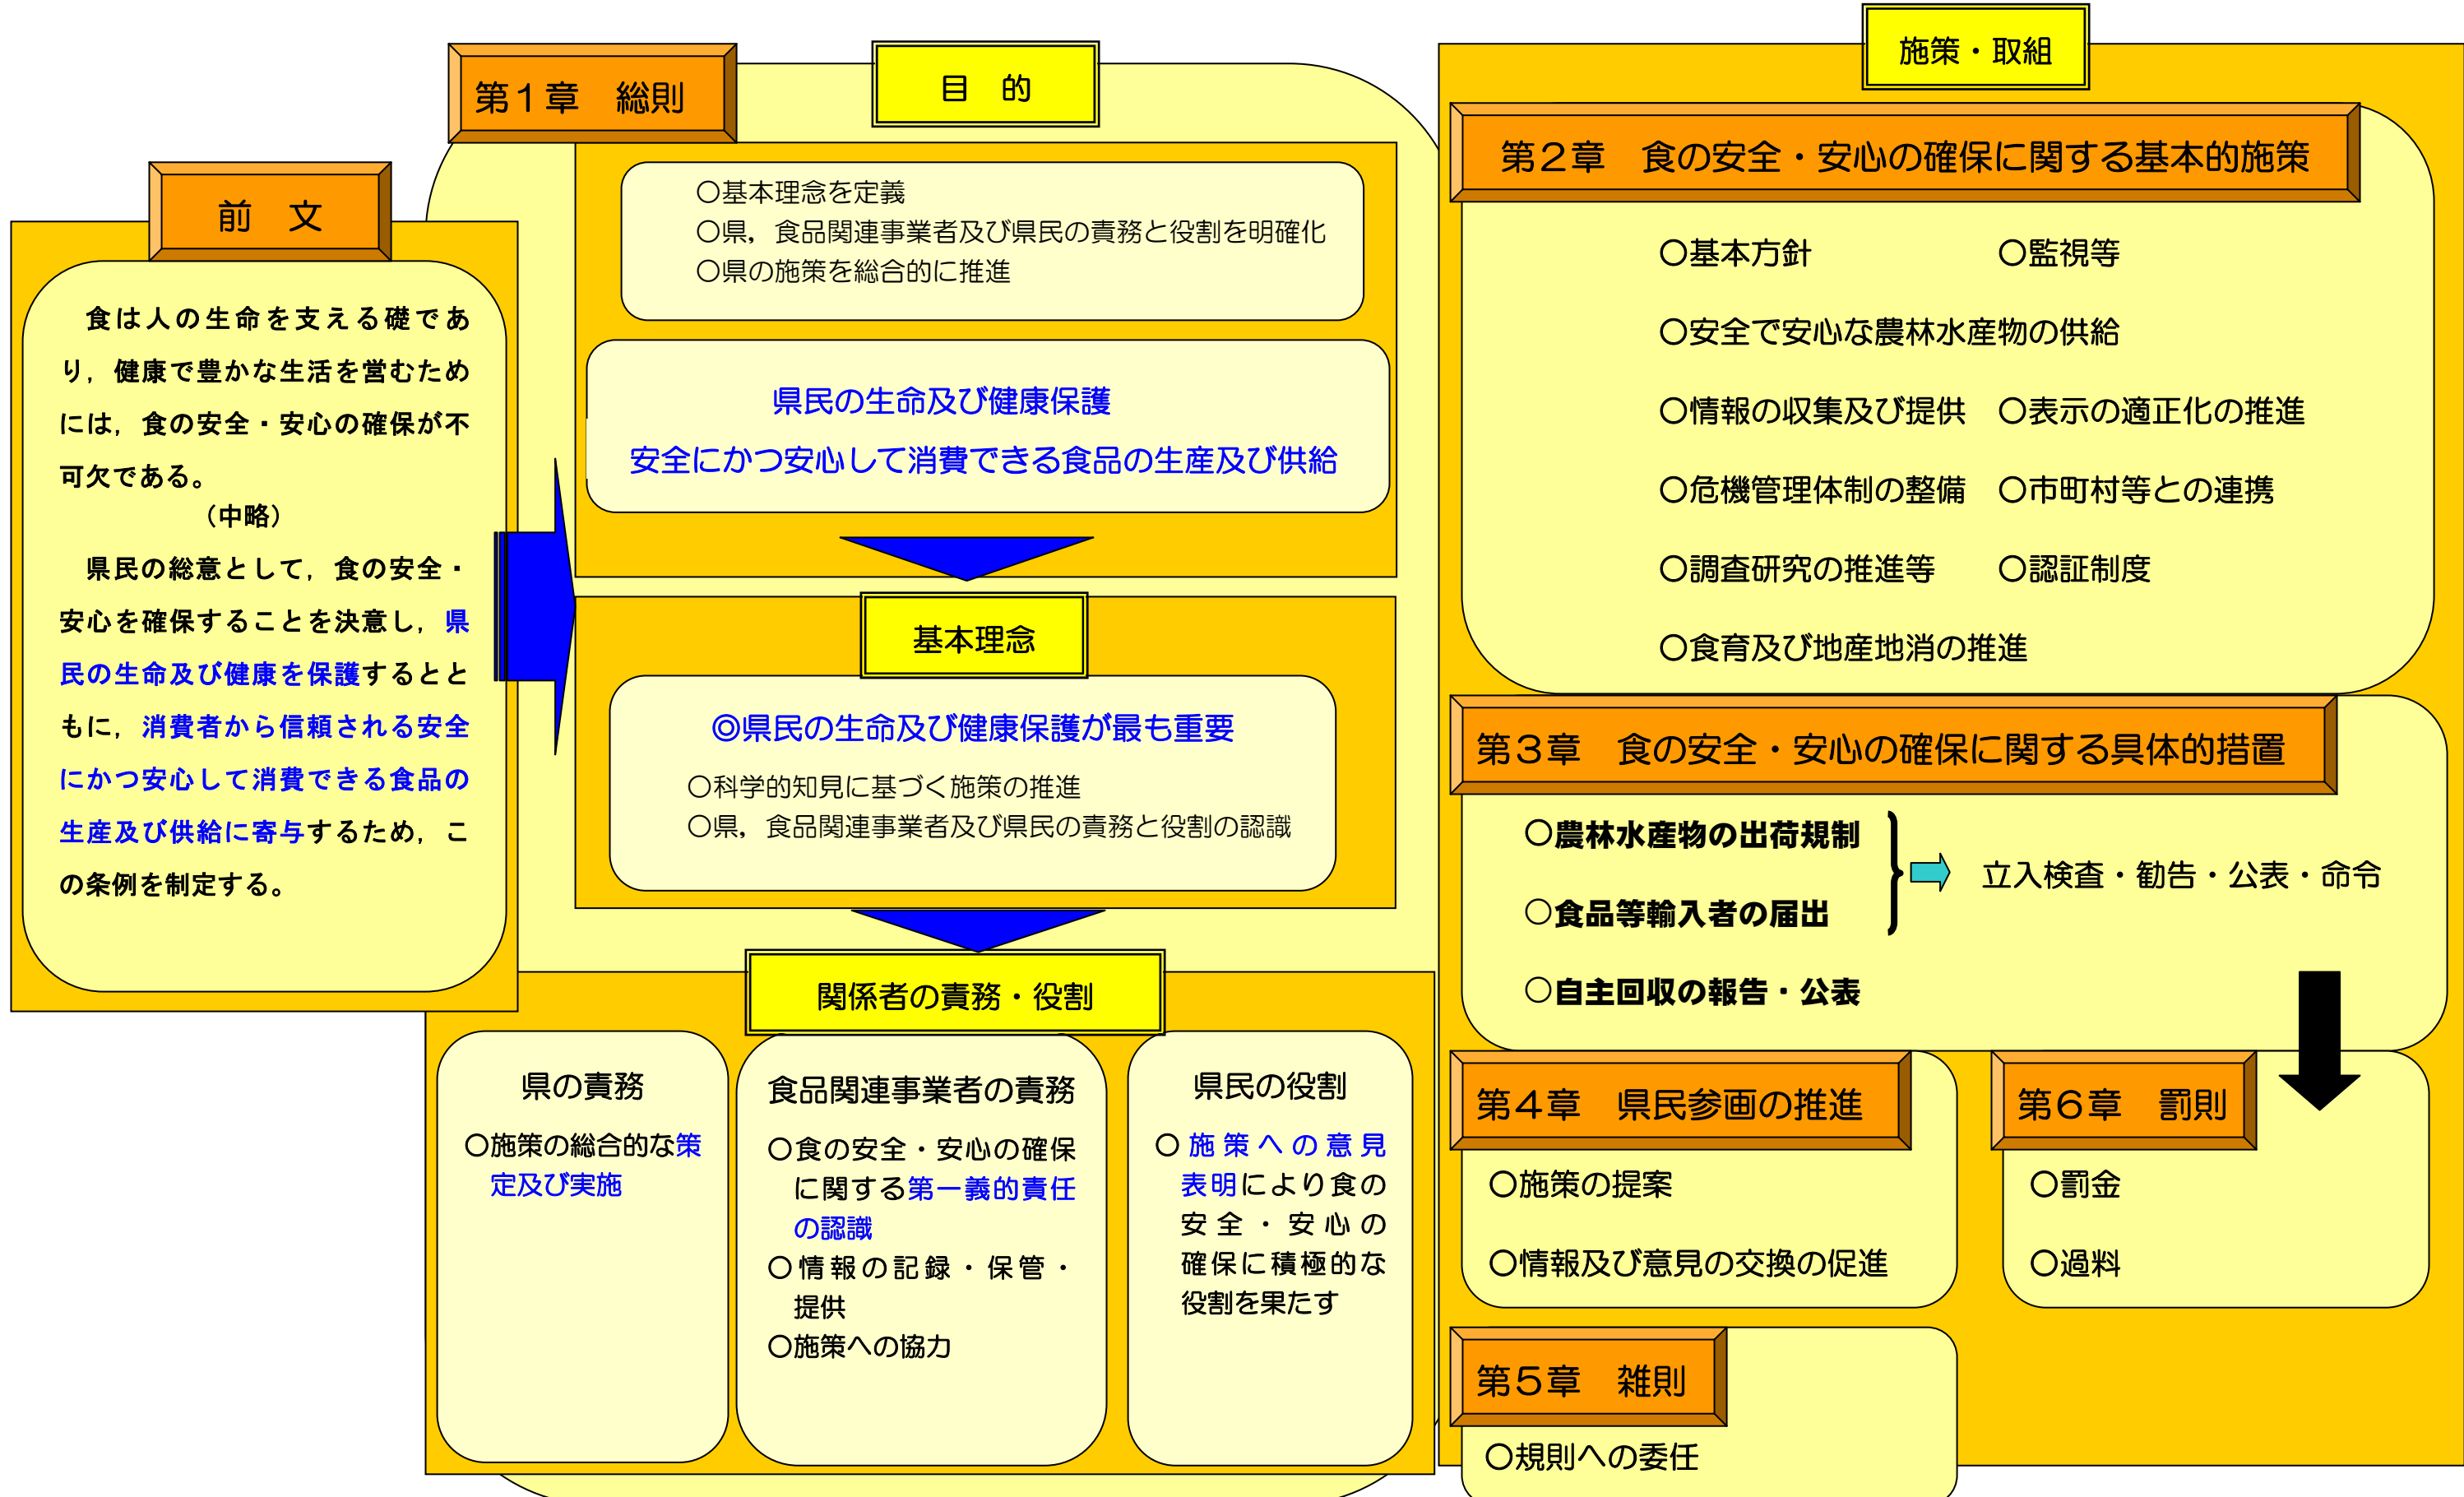 前　文
　食は人の生命を支える礎であ
り，健康で豊かな生活を営むため
には，食の安全・安心の確保が不
可欠である。
（中略）
　県民の総意として，食の安全・
安心を確保することを決意し，県
民の生命及び健康を保護するとと
もに，消費者から信頼される安全
にかつ安心して消費できる食品の
生産及び供給に寄与するため，こ
の条例を制定する。
第１章　総則
目　的
○基本理念を定義
○県，食品関連事業者及び県民の責務と役割を明確化
○県の施策を総合的に推進
県民の生命及び健康保護
安全にかつ安心して消費できる食品の生産及び供給
基本理念
◎県民の生命及び健康保護が最も重要
○科学的知見に基づく施策の推進
○県，食品関連事業者及び県民の責務と役割の認識
関係者の責務・役割
県の責務
○施策の総合的な策
定及び実施
食品関連事業者の責務
○食の安全・安心の確保
に関する第一義的責任
の認識
○情報の記録・保管・
提供
○施策への協力
県民の役割
○施策への意見
表明により食の
安全・安心の
確保に積極的な
役割を果たす
施策・取組
第２章　食の安全・安心の確保に関する基本的施策
○基本方針　○監視等
○安全で安心な農林水産物の供給
○情報の収集及び提供　○表示の適正化の推進
○危機管理体制の整備　○市町村等との連携
○調査研究の推進等　○認証制度
○食育及び地産地消の推進
第３章　食の安全・安心の確保に関する具体的措置
○農林水産物の出荷規制
○食品等輸入者の届出
立入検査・勧告・公表・命令
○自主回収の報告・公表
第４章　県民参画の推進
○施策の提案
○情報及び意見の交換の促進
第６章　罰則
○罰金
○過料
第５章　雑則
○規則への委任